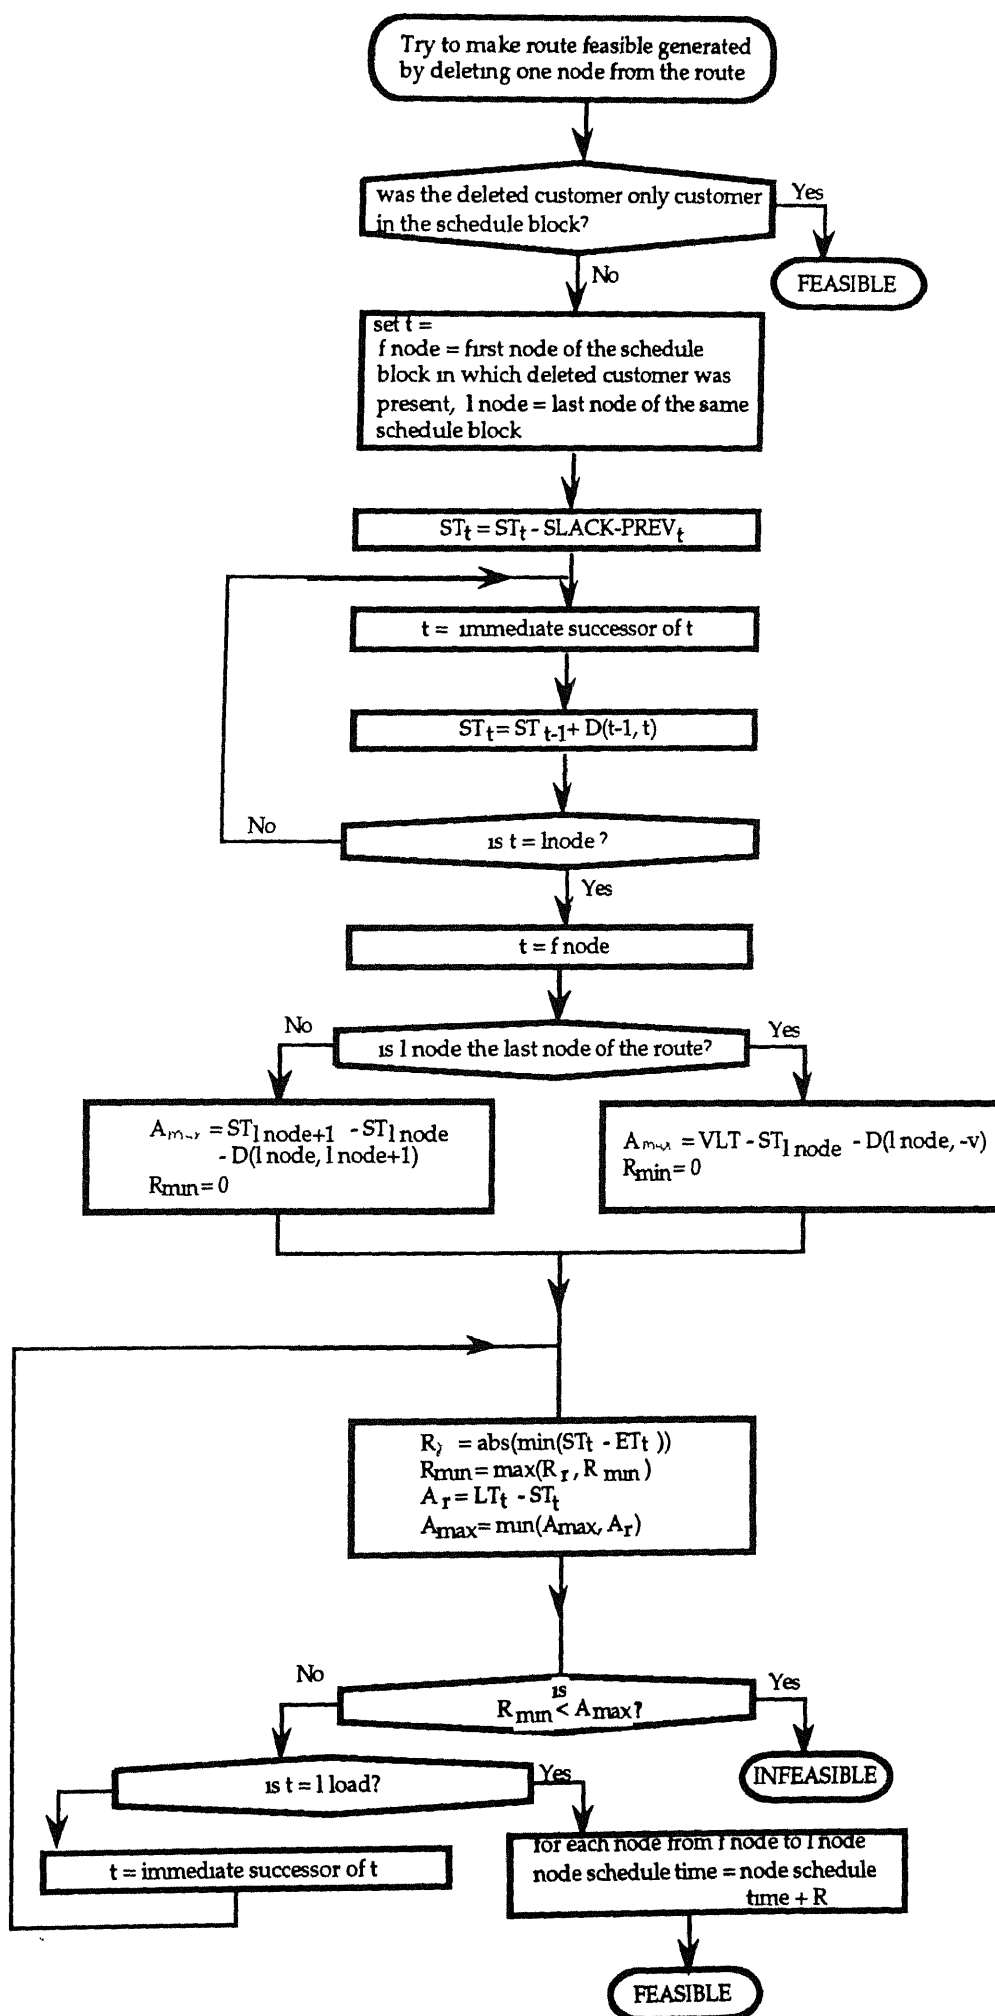 Try to make route feasible generated
by deleting one node from the route
was the deleted customer only customer
in the schedule block?
Yes
FEASIBLE
No
set t =
f node = first node of the schedule
block in which deleted customer was
present, l node = last node of the same
schedule block
STt = STt - SLACK-PREVt
t = immediate successor of t
STt = ST t-1 + D(t-1, t)
No
is t = lnode ?
Yes
t = f node
No
is l node the last node of the route?
Yes
= STl node+1 - STl node
- D(l node, l node+1)
Rmin = 0
= VLT - STl node - D(l node, -v)
Rmin = 0
= abs(min(STt - ETt ))
Rmin = max(Rr , R min )
A r = LTt - STt
Amax = min(Amax, Ar)
No
is
R min < Amax?
Yes
INFEASIBLE
is t = l load?
Yes
t = immediate successor of t
for each node from f node to l node
node schedule time = node schedule
time + R
FEASIBLE